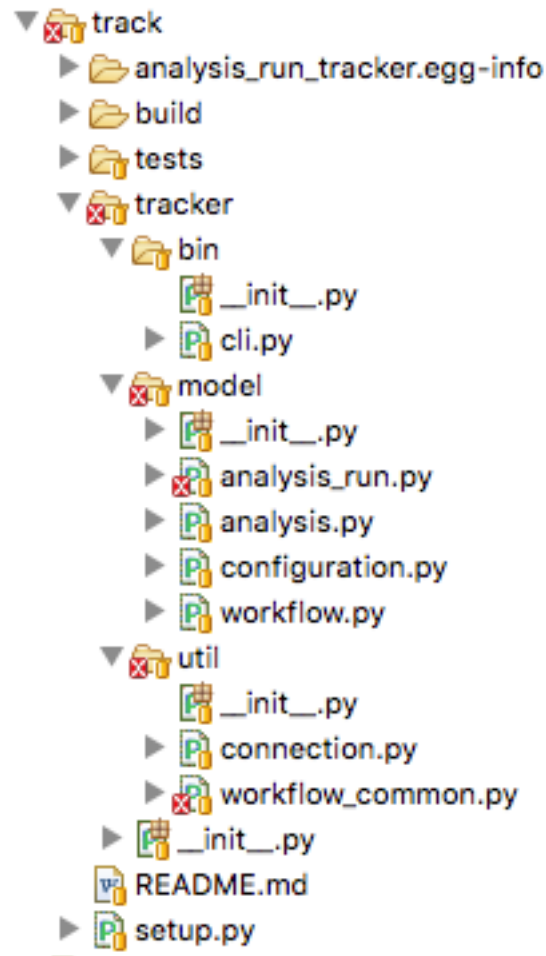 track
analysis_run_tracker.egg-info
build
tests
tracker
bin
__init__.py
cli.py
model
__init__.py
analysis_run.py
analysis.py
configuration.py
workflow.py
util
__init__.py
connection.py
workflow_common.py
__init__.py
README.md
setup.py